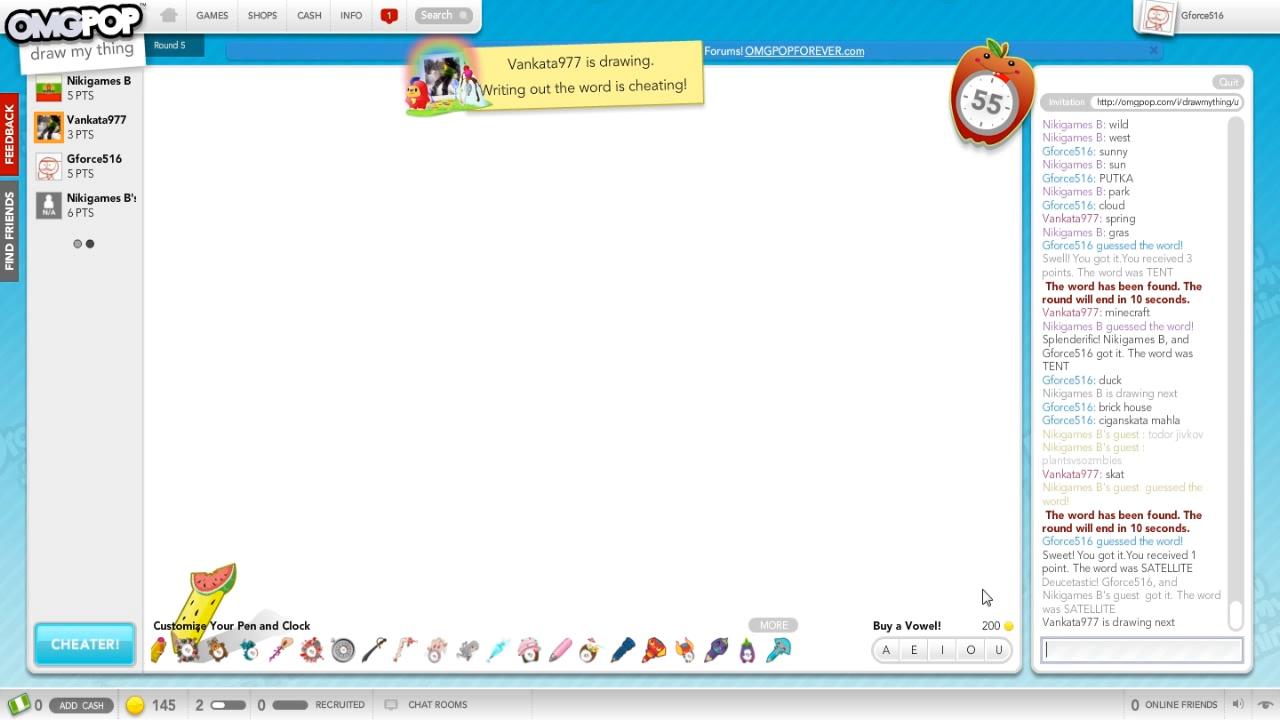 OMGPOP™
draw my thing
GAMES SHOPS CASH INFO 1 Search
Gforce516
Round 5
Forums! OMGPOPFOREVER.com
Vankata977 is drawing.
Writing out the word is cheating!
55
FEEDBACK
FIND FRIENDS
Nikigames B
5 PTS
Vankata977
3 PTS
Gforce516
5 PTS
Nikigames B's
6 PTS
N/A
CHEATER!
Quit
Invitation http://omgpop.com/i/drawmything/u
Nikigames B: wild
Nikigames B: west
Gforce516: sunny
Nikigames B: sun
Gforce516: PUTKA
Nikigames B: park
Gforce516: cloud
Vankata977: spring
Nikigames B: gras
Gforce516 guessed the word!
Swell! You got it.You received 3
points. The word was TENT
The word has been found. The
round will end in 10 seconds.
Vankata977: minecraft
Nikigames B guessed the word!
Splenderific! Nikigames B, and
Gforce516 got it. The word was
TENT
Gforce516: duck
Nikigames B is drawing next
Gforce516: brick house
Gforce516: ciganskata mahla
Nikigames B's guest : todor jivkov
Nikigames B's guest :
plantsvsozmbies
Vankata977: skat
Nikigames B's guest guessed the
word!
The word has been found. The
round will end in 10 seconds.
Gforce516 guessed the word!
Sweet! You got it.You received 1
point. The word was SATELLITE
Deucetastic! Gforce516, and
Nikigames B's guest got it. The word
was SATELLITE
Vankata977 is drawing next
Customize Your Pen and Clock
MORE
Buy a Vowel! 200
A E I O U
0 ADD CASH 145 2 0 RECRUITED CHAT ROOMS 0 ONLINE FRIENDS